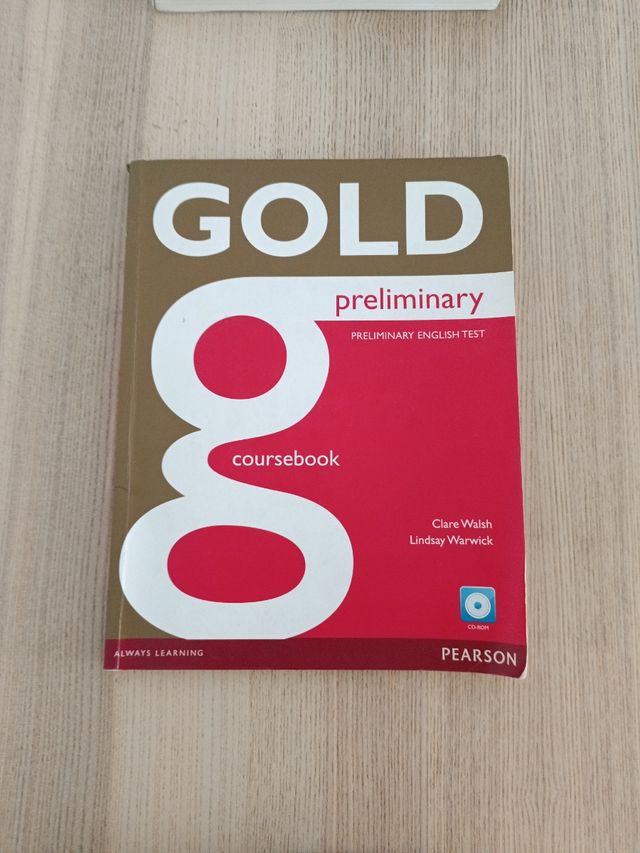 GOLD
preliminary
PRELIMINARY ENGLISH TEST
coursebook
Clare Walsh
Lindsay Warwick
CD-ROM
ALWAYS LEARNING
PEARSON